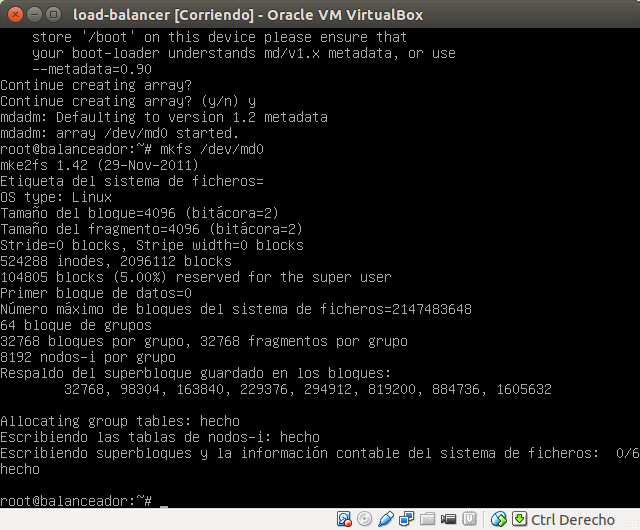 load-balancer [Corriendo] - Oracle VM VirtualBox
store '/boot' on this device please ensure that
your boot-loader understands md/v1.x metadata, or use
--metadata=0.90
Continue creating array?
Continue creating array? (y/n) y
mdadm: Defaulting to version 1.2 metadata
mdadm: array /dev/md0 started.
root@balanceador:~# mkfs /dev/md0
mke2fs 1.42 (29-Nov-2011)
Etiqueta del sistema de ficheros=
OS type: Linux
Tamaño del bloque=4096 (bitácora=2)
Tamaño del fragmento=4096 (bitácora=2)
Stride=0 blocks, Stripe width=0 blocks
524288 inodes, 2096112 blocks
104805 blocks (5.00%) reserved for the super user
Primer bloque de datos=0
Número máximo de bloques del sistema de ficheros=2147483648
64 bloque de grupos
32768 bloques por grupo, 32768 fragmentos por grupo
8192 nodos-i por grupo
Respaldo del superbloque guardado en los bloques:
32768, 98304, 163840, 229376, 294912, 819200, 884736, 1605632
Allocating group tables: hecho
Escribiendo las tablas de nodos-i: hecho
Escribiendo superbloques y la información contable del sistema de ficheros:  0/6
hecho
root@balanceador:~# _
Ctrl Derecho